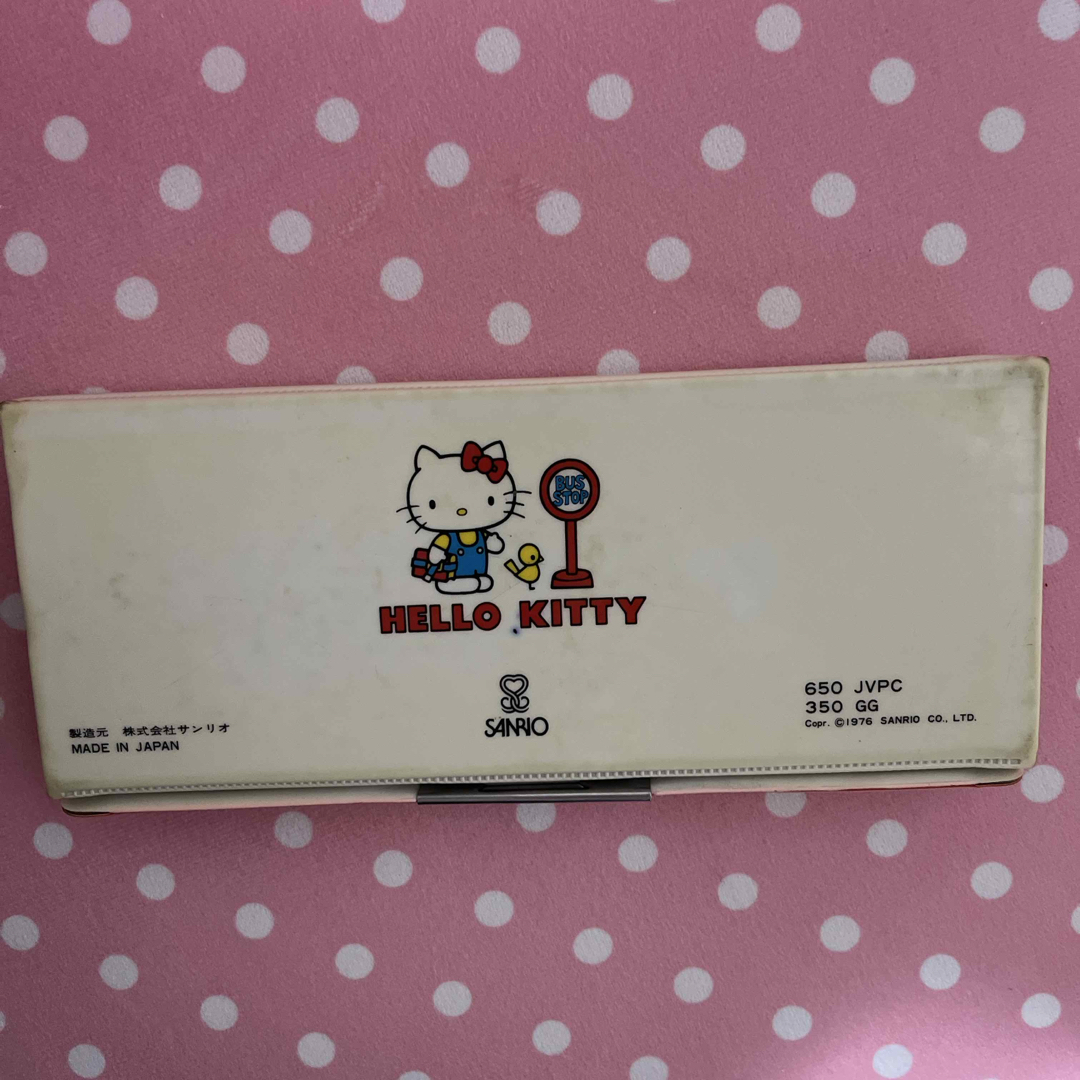 BUS
STOP
HELLO KITTY
SANRIO
650 JVPC
350 GG
Copr. ©1976 SANRIO CO., LTD.
製造元 株式会社サンリオ
MADE IN JAPAN